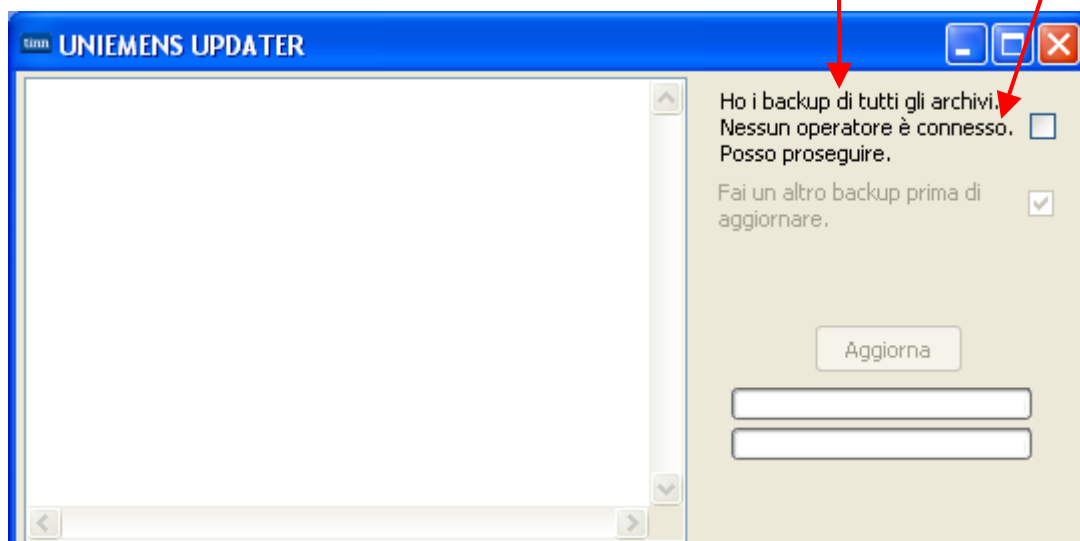 tinn UNIEMENS UPDATER
Ho i backup di tutti gli archivi.
Nessun operatore è connesso.
Posso proseguire.
Fai un altro backup prima di
aggiornare.
Aggiorna